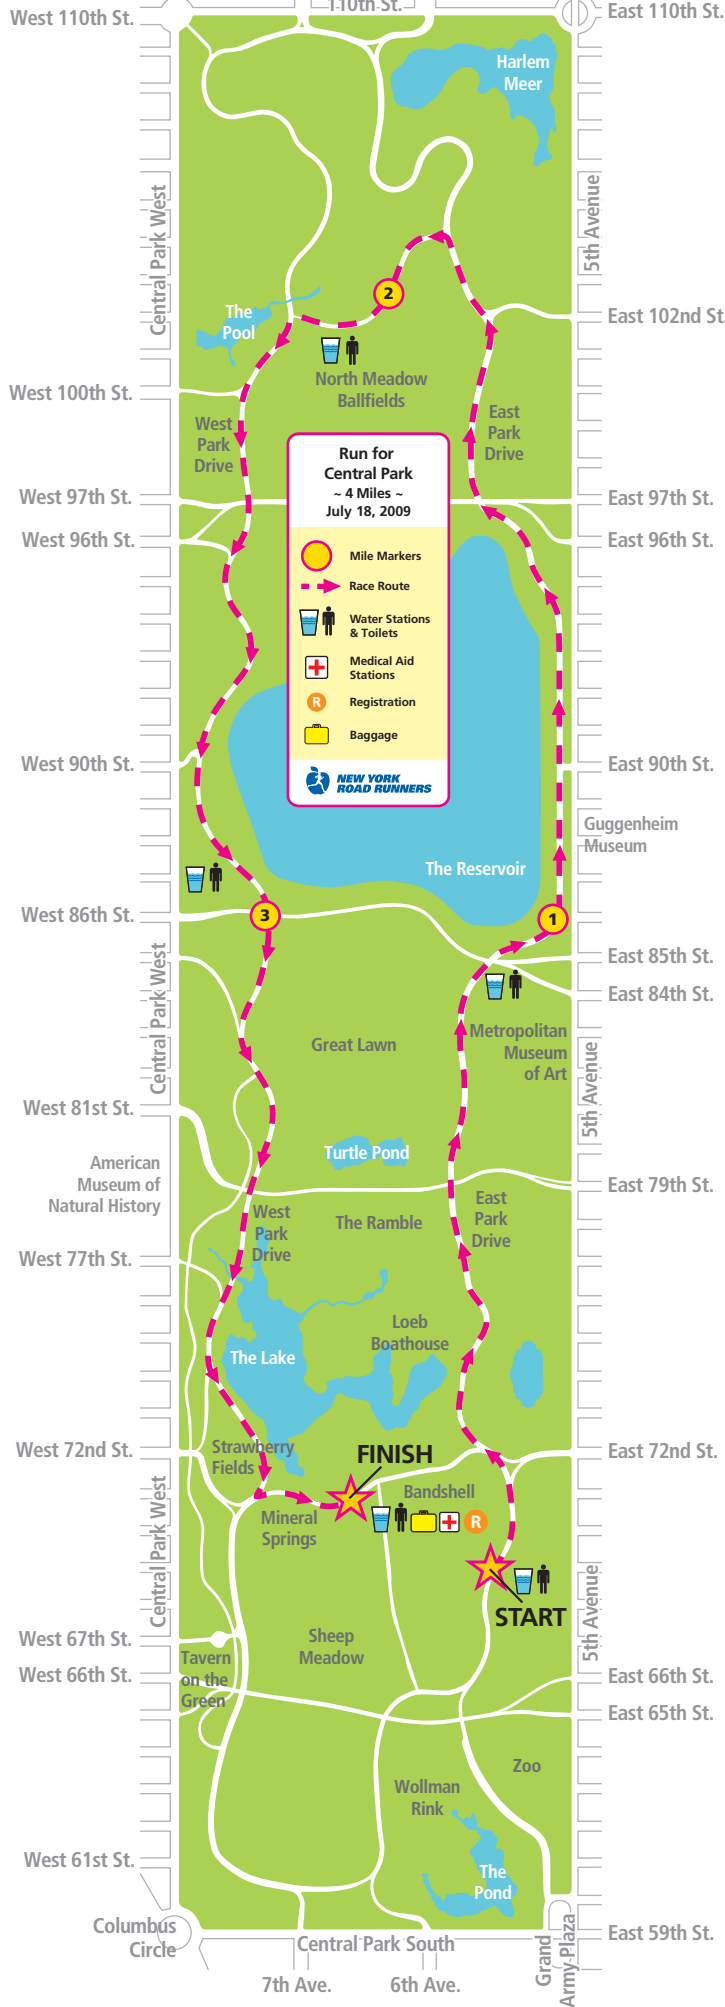 110th St.
West 110th St.
East 110th St.
Harlem
Meer
Central Park West
5th Avenue
The
Pool
2
East 102nd St.
North Meadow
Ballfields
West 100th St.
West
Park
Drive
East
Park
Drive
Run for
Central Park
~ 4 Miles ~
July 18, 2009
West 97th St.
East 97th St.
West 96th St.
East 96th St.
Mile Markers
Race Route
Water Stations
& Toilets
Medical Aid
Stations
R
Registration
Baggage
NEW YORK
ROAD RUNNERS
West 90th St.
East 90th St.
Guggenheim
Museum
The Reservoir
West 86th St.
3
1
East 85th St.
East 84th St.
Central Park West
Great Lawn
Metropolitan
Museum
of Art
5th Avenue
West 81st St.
Turtle Pond
American
Museum of
Natural History
East 79th St.
West
Park
Drive
The Ramble
East
Park
Drive
West 77th St.
Loeb
Boathouse
The Lake
West 72nd St.
Strawberry
Fields
FINISH
East 72nd St.
Central Park West
Bandshell
Mineral
Springs
R
START
5th Avenue
West 67th St.
Sheep
Meadow
Tavern
on the
Green
West 66th St.
East 66th St.
East 65th St.
Zoo
Wollman
Rink
West 61st St.
The
Pond
Columbus
Circle
Central Park South
Grand
Army Plaza
East 59th St.
7th Ave.
6th Ave.